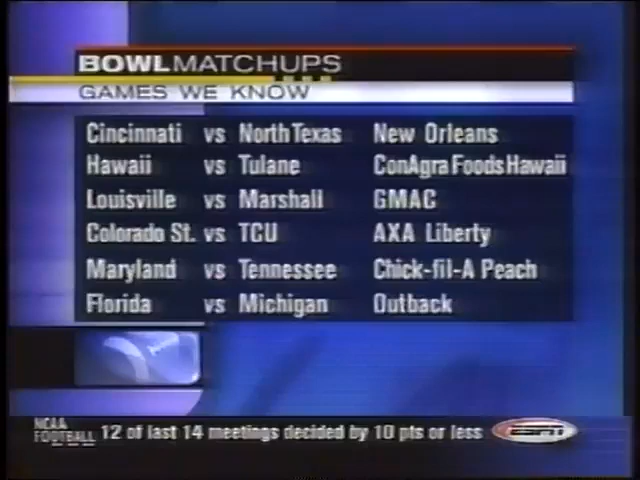 BOWLMATCHUPS
GAMES WE KNOW
Cincinnati vs North Texas New Orleans
Hawaii vs Tulane ConAgra Foods Hawaii
Louisville vs Marshall GMAC
Colorado St. vs TCU AXA Liberty
Maryland vs Tennessee Chick-fil-A Peach
Florida vs Michigan Outback
NCAA
FOOTBALL 12 of last 14 meetings decided by 10 pts or less ESPN